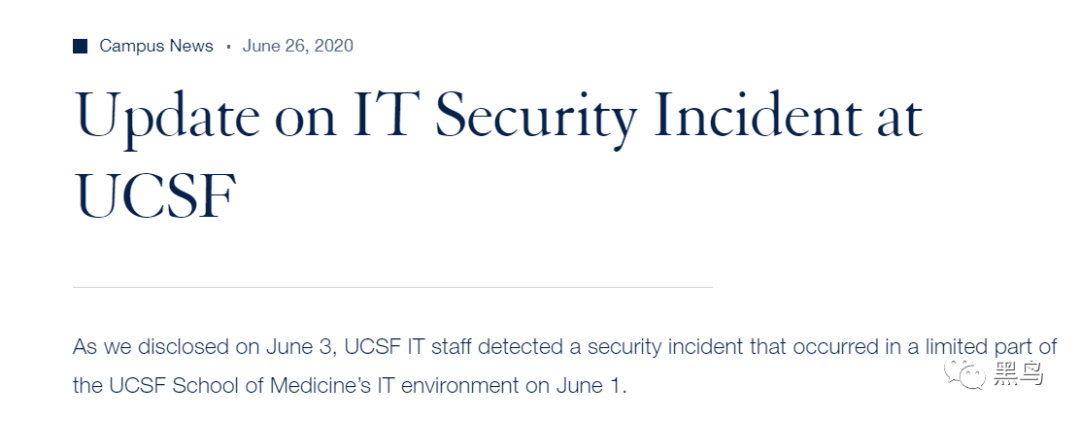 Campus News · June 26, 2020
Update on IT Security Incident at
UCSF
As we disclosed on June 3, UCSF IT staff detected a security incident that occurred in a limited part of
the UCSF School of Medicine’s IT environment on June 1.
黑鸟